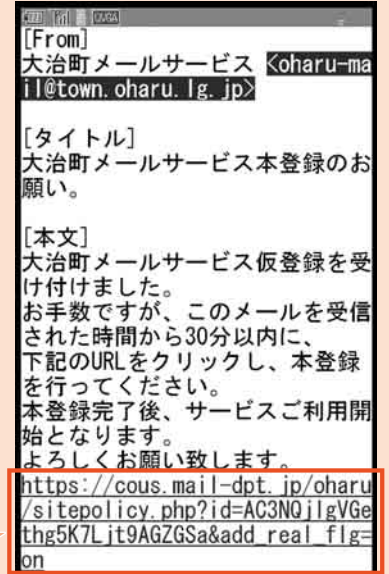 [From]
大治町メールサービス <oharu-ma
il@town.oharu.lg.jp>
[タイトル]
大治町メールサービス本登録のお
願い。
[本文]
大治町メールサービス仮登録を受
け付けました。
お手数ですが、このメールを受信
された時間から30分以内に、
下記のURLをクリックし、本登録
を行ってください。
本登録完了後、サービスご利用開
始となります。
よろしくお願い致します。
https://cous.mail-dpt.jp/oharu
/sitepolicy.php?id=AC3NQjIgVGe
thg5K7Ljt9AGZGSa&add_real_flg=
on